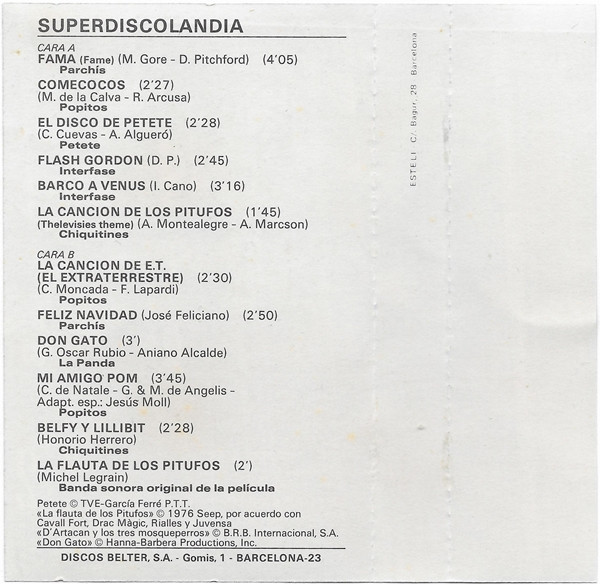 SUPERDISCOLANDIA
CARA A
FAMA (Fame) (M. Gore - D. Pitchford) (4'05)
Parchís
COMECOCOS (2'27)
(M. de la Calva - R. Arcusa)
Popitos
EL DISCO DE PETETE (2'28)
(C. Cuevas - A. Algueró)
Petete
FLASH GORDON (D. P.) (2'45)
Interfase
BARCO A VENUS (I. Cano) (3'16)
Interfase
LA CANCION DE LOS PITUFOS (1'45)
(Thelevisies theme) (A. Montealegre - A. Marcson)
Chiquitines
CARA B
LA CANCION DE E.T.
(EL EXTRATERRESTRE) (2'30)
(C. Moncada - F. Lapardi)
Popitos
FELIZ NAVIDAD (José Feliciano) (2'50)
Parchís
DON GATO (3')
(G. Oscar Rubio - Aniano Alcalde)
La Panda
MI AMIGO POM (3'45)
(C. de Natale - G. & M. de Angelis -
Adapt. esp.: Jesús Moll)
Popitos
BELFY Y LILLIBIT (2'28)
(Honorio Herrero)
Chiquitines
LA FLAUTA DE LOS PITUFOS (2')
(Michel Legrain)
Banda sonora original de la película
Petete © TVE-García Ferré P.T.T.
«La flauta de los Pitufos» © 1976 Seep, por acuerdo con
Cavall Fort, Drac Màgic, Rialles y Juvensa
«D'Artacan y los tres mosqueperros» © B.R.B. Internacional, S.A.
«Don Gato» © Hanna-Barbera Productions, Inc.
DISCOS BELTER, S.A. - Gomis, 1 - BARCELONA-23
ESTELI C/. Bagur, 28 Barcelona